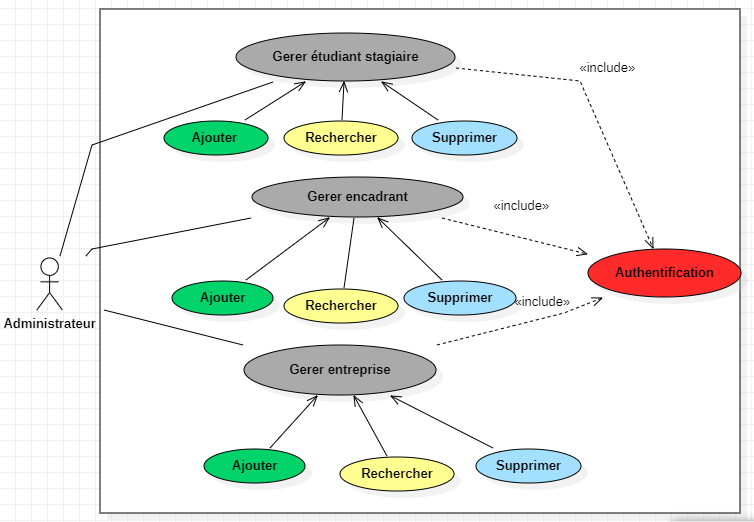 Gerer étudiant stagiaire
«include»
Ajouter
Rechercher
Supprimer
Gerer encadrant
«include»
Authentification
Ajouter
Rechercher
Supprimer
«include»
Administrateur
Gerer entreprise
Ajouter
Rechercher
Supprimer